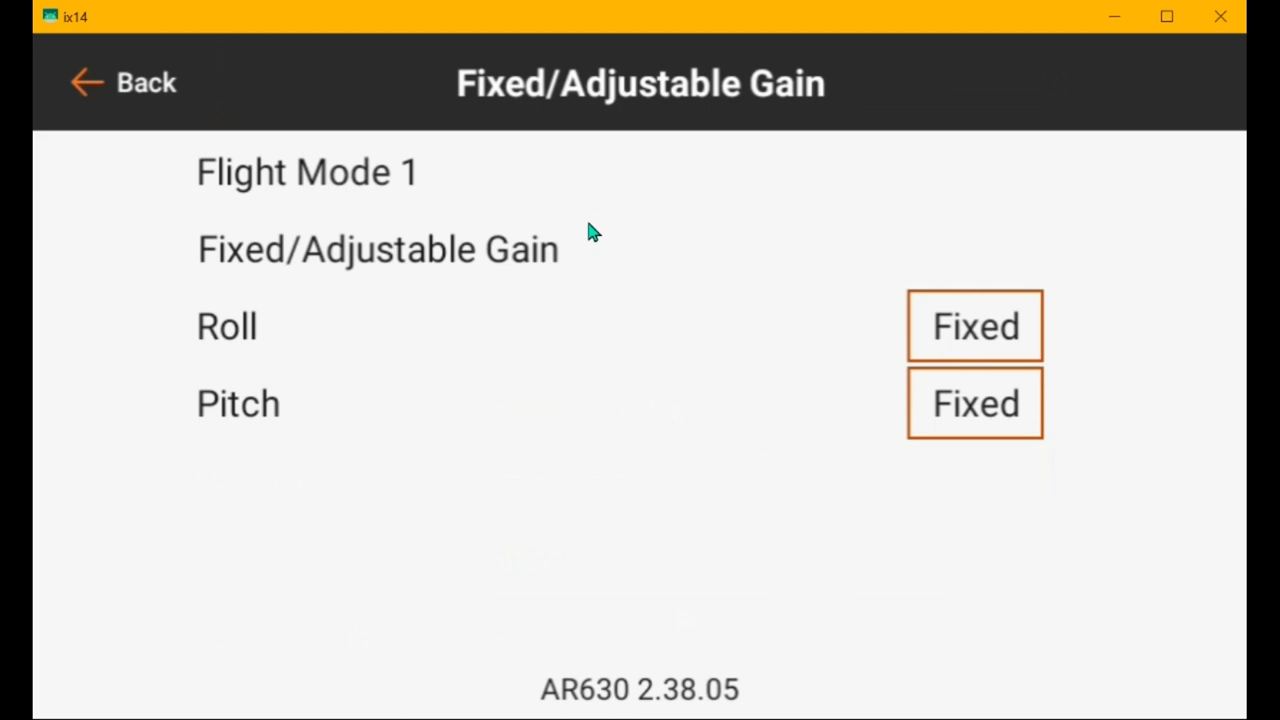 ix14
Back
Fixed/Adjustable Gain
Flight Mode 1
Fixed/Adjustable Gain
Roll Fixed
Pitch Fixed
AR630 2.38.05